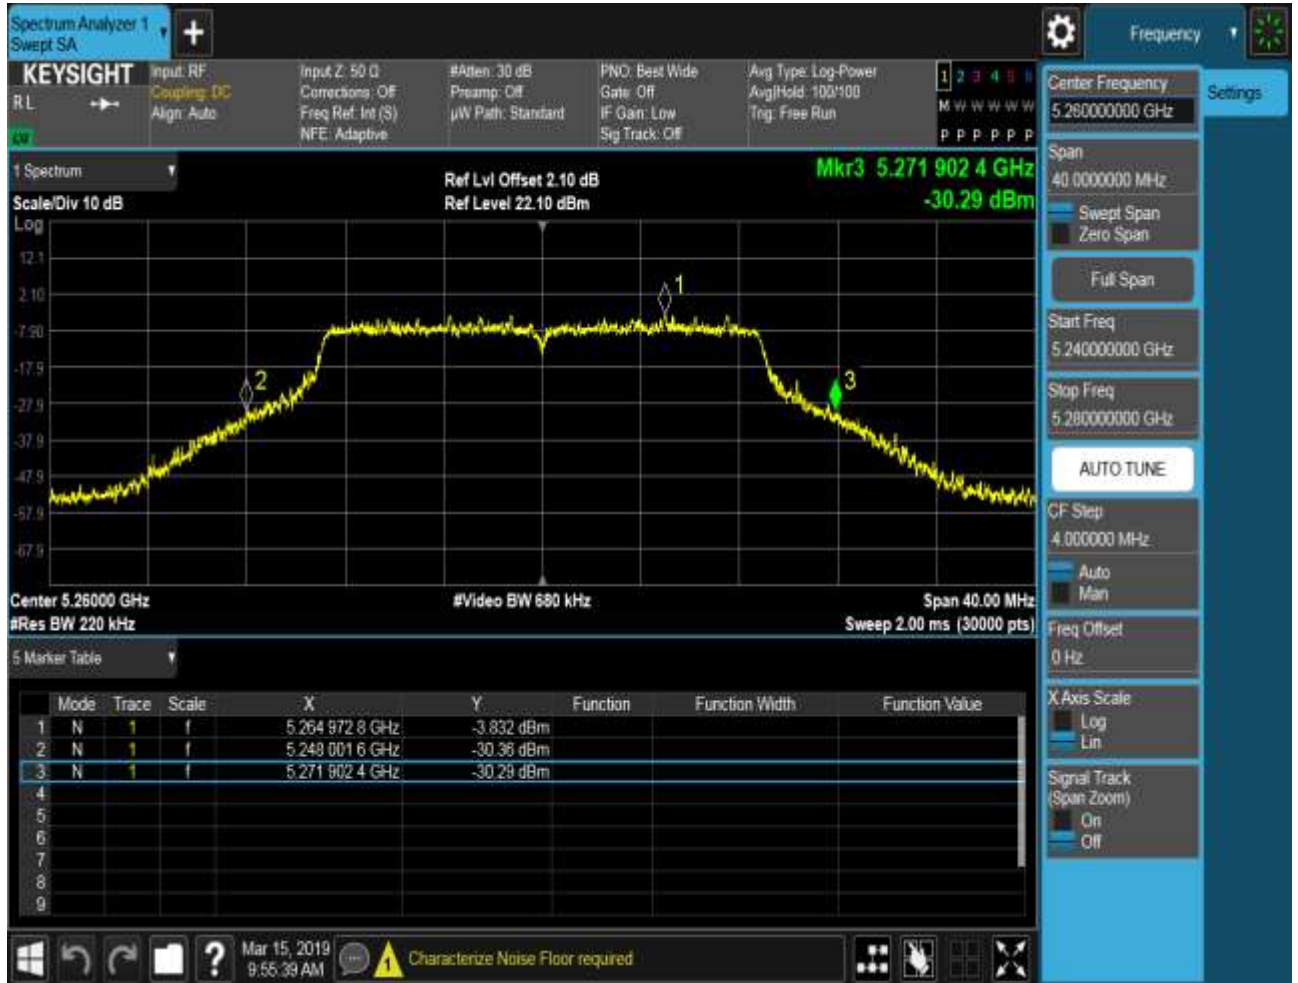 Spectrum Analyzer 1
Swept SA
Frequency
KEYSIGHT
RL
Input: RF
Coupling: DC
Align: Auto
Input Z: 50 Ω
Corrections: Off
Freq Ref: Int (S)
NFE: Adaptive
#Atten: 30 dB
Preamp: Off
µW Path: Standard
PNO: Best Wide
Gate: Off
IF Gain: Low
Sig Track: Off
Avg Type: Log-Power
Avg|Hold: 100/100
Trig: Free Run
1 2 3 4 5 6
M W W W W W
P P P P P P
1 Spectrum
Scale/Div 10 dB
Ref Lvl Offset 2.10 dB
Ref Level 22.10 dBm
Mkr3 5.271 902 4 GHz
-30.29 dBm
Log
12.1
2.10
-7.90
-17.9
-27.9
-37.9
-47.9
-57.9
-67.9
1
2
3
Center 5.26000 GHz
#Video BW 680 kHz
Span 40.00 MHz
#Res BW 220 kHz
Sweep 2.00 ms (30000 pts)
5 Marker Table
Mode Trace Scale X Y Function Function Width Function Value
1 N 1 f 5.264 972 8 GHz -3.832 dBm
2 N 1 f 5.248 001 6 GHz -30.36 dBm
3 N 1 f 5.271 902 4 GHz -30.29 dBm
4
5
6
7
8
9
Mar 15, 2019
9:55:39 AM
?
1
Characterize Noise Floor required
Settings
Center Frequency
5.260000000 GHz
Span
40.0000000 MHz
Swept Span
Zero Span
Full Span
Start Freq
5.240000000 GHz
Stop Freq
5.280000000 GHz
AUTO TUNE
CF Step
4.000000 MHz
Auto
Man
Freq Offset
0 Hz
X Axis Scale
Log
Lin
Signal Track
(Span Zoom)
On
Off